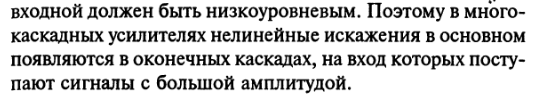 входной должен быть низкоуровневым. Поэтому в много-
каскадных усилителях нелинейные искажения в основном
появляются в оконечных каскадах, на вход которых посту-
пают сигналы с большой амплитудой.